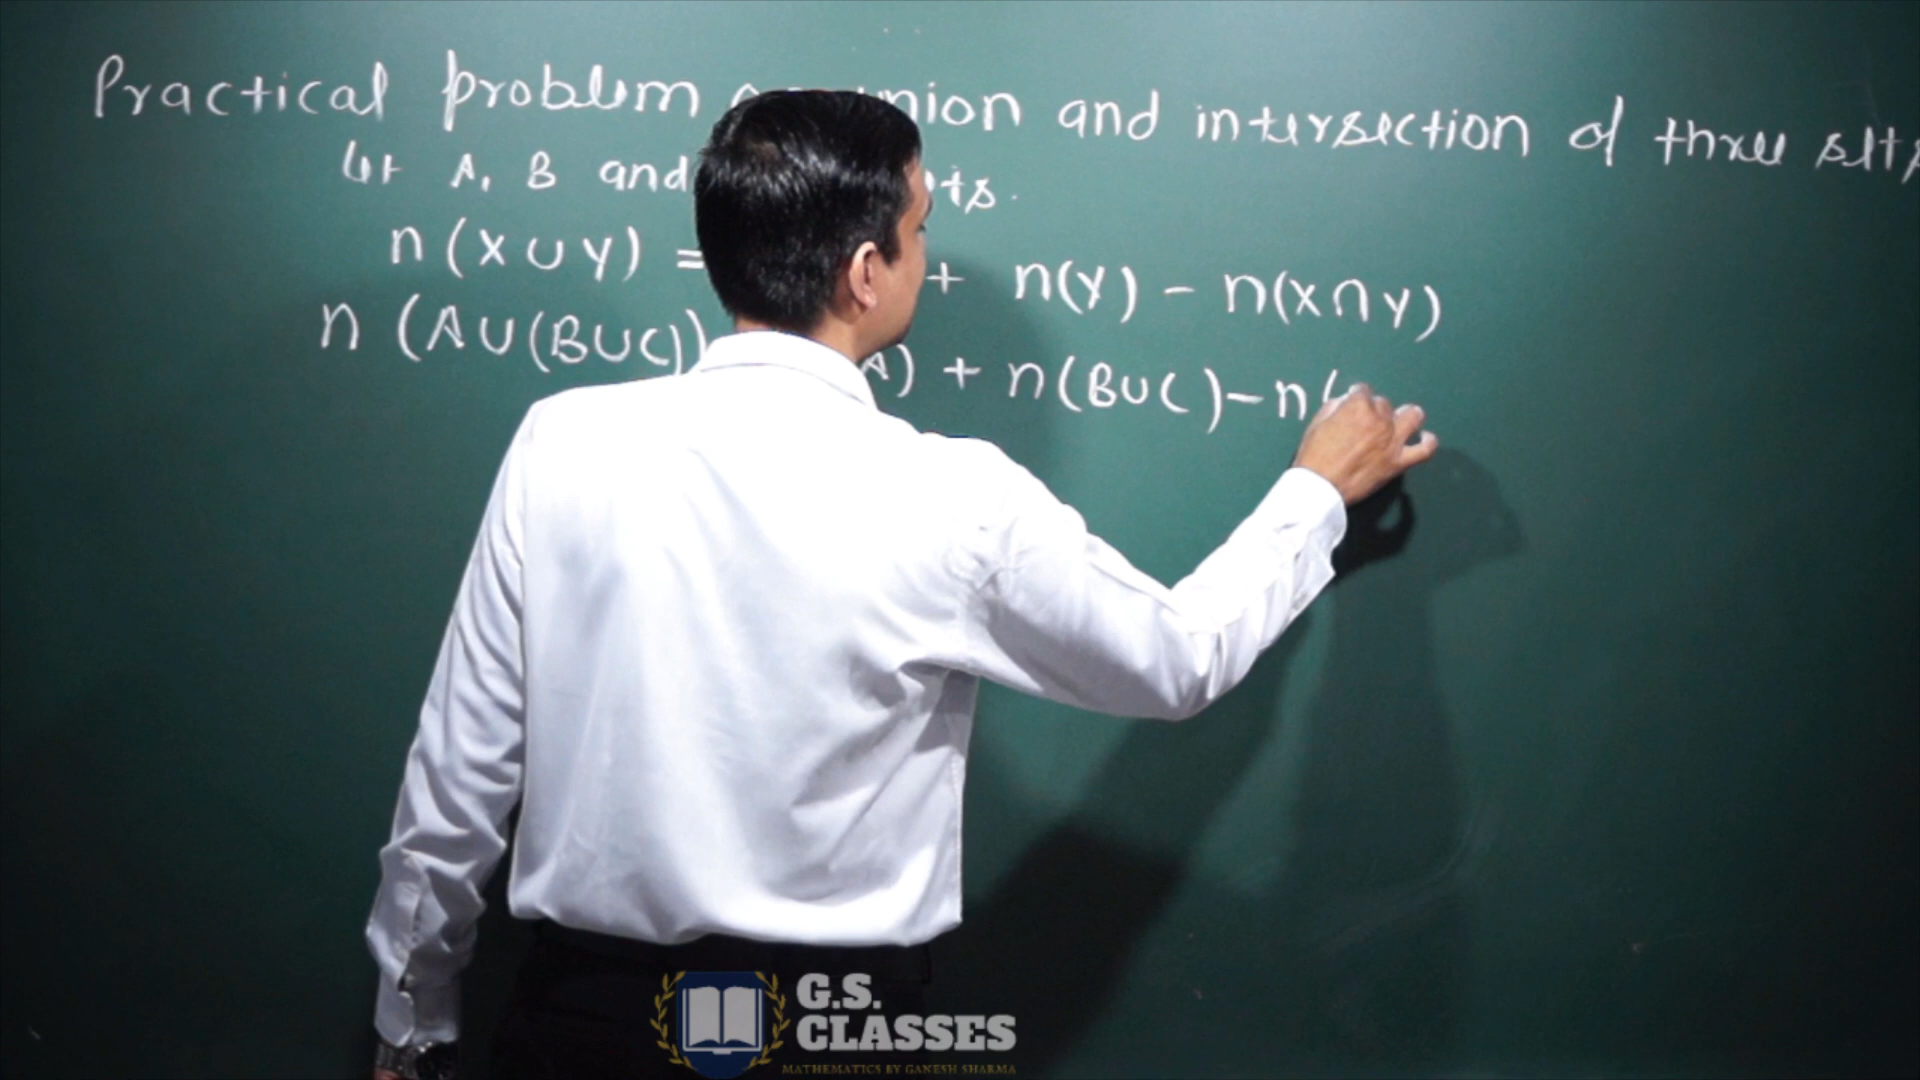 Practical problem union and intersection of three sets
Let A, B and
n(X∪Y) = + n(Y) - n(X∩Y)
n(A∪(B∪C)) A) + n(B∪C) - n(
G.S.
CLASSES
MATHEMATICS BY GANESH SHARMA